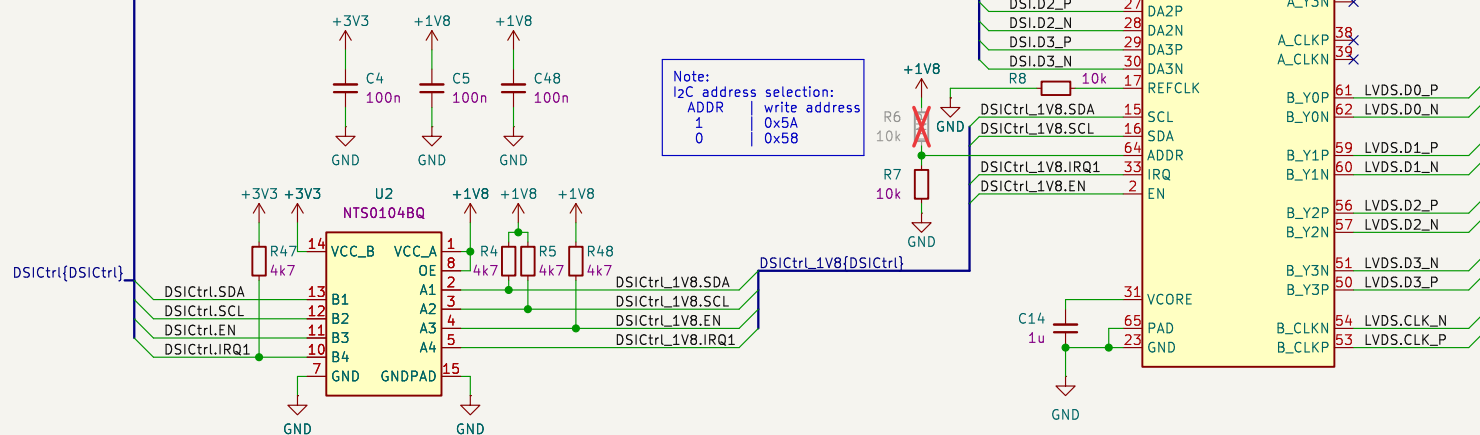 +3V3
+1V8
+1V8
C4
100n
C5
100n
C48
100n
GND
GND
GND
Note:
I2C address selection:
ADDR | write address
1 | 0x5A
0 | 0x58
DSI.D2_P
27
DA2P
DSI.D2_N
28
DA2N
DSI.D3_P
29
DA3P
DSI.D3_N
30
DA3N
+1V8
R8
10k
17
REFCLK
GND
R6
10k
DSICtrl_1V8.SDA
15
SCL
DSICtrl_1V8.SCL
16
SDA
64
ADDR
DSICtrl_1V8.IRQ1
33
IRQ
DSICtrl_1V8.EN
2
EN
R7
10k
GND
A_Y3N
A_CLKP
38
A_CLKN
39
B_Y0P
61
LVDS.D0_P
B_Y0N
62
LVDS.D0_N
B_Y1P
59
LVDS.D1_P
B_Y1N
60
LVDS.D1_N
B_Y2P
56
LVDS.D2_P
B_Y2N
57
LVDS.D2_N
B_Y3N
51
LVDS.D3_N
B_Y3P
50
LVDS.D3_P
B_CLKN
54
LVDS.CLK_N
B_CLKP
53
LVDS.CLK_P
31
VCORE
65
PAD
23
GND
C14
1u
GND
+3V3
+3V3
U2
NTS0104BQ
+1V8
+1V8
+1V8
R47
4k7
14
VCC_B
VCC_A
1
OE
8
R4
4k7
R5
4k7
R48
4k7
DSICtrl{DSICtrl}
DSICtrl_1V8{DSICtrl}
DSICtrl.SDA
13
B1
A1
2
DSICtrl_1V8.SDA
DSICtrl.SCL
12
B2
A2
3
DSICtrl_1V8.SCL
DSICtrl.EN
11
B3
A3
4
DSICtrl_1V8.EN
DSICtrl.IRQ1
10
B4
A4
5
DSICtrl_1V8.IRQ1
7
GND
GNDPAD
15
GND
GND